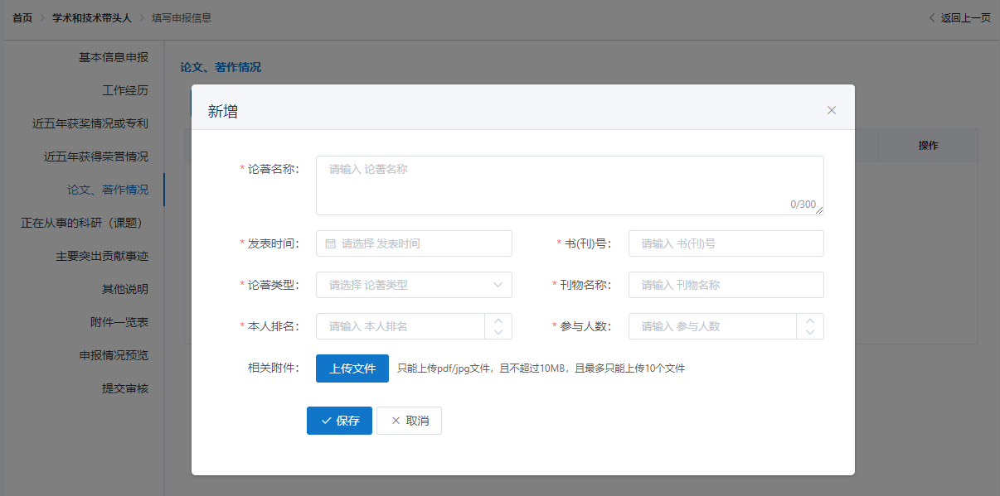 首页 > 学术和技术带头人 > 填写申报信息
< 返回上一页
基本信息申报
工作经历
近五年获奖情况或专利
近五年获得荣誉情况
论文、著作情况
正在从事的科研（课题）
主要突出贡献事迹
其他说明
附件一览表
申报情况预览
提交审核
论文、著作情况
操作
新增
* 论著名称： 请输入 论著名称
0/300
* 发表时间： 请选择 发表时间 * 书(刊)号： 请输入 书(刊)号
* 论著类型： 请选择 论著类型 * 刊物名称： 请输入 刊物名称
* 本人排名： 请输入 本人排名 * 参与人数： 请输入 参与人数
相关附件： 上传文件 只能上传pdf/jpg文件，且不超过10MB，且最多只能上传10个文件
保存 取消